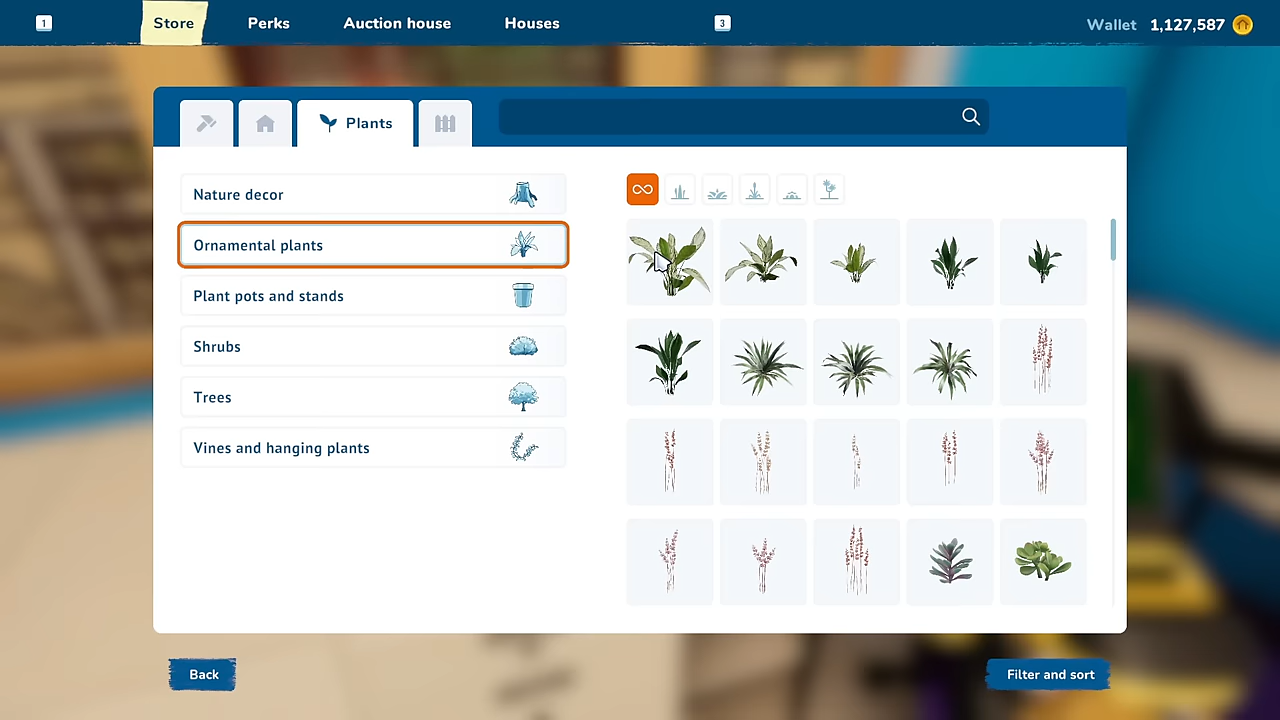 1
Store
Perks
Auction house
Houses
3
Wallet 1,127,587
Plants
Nature decor
Ornamental plants
Plant pots and stands
Shrubs
Trees
Vines and hanging plants
Back
Filter and sort